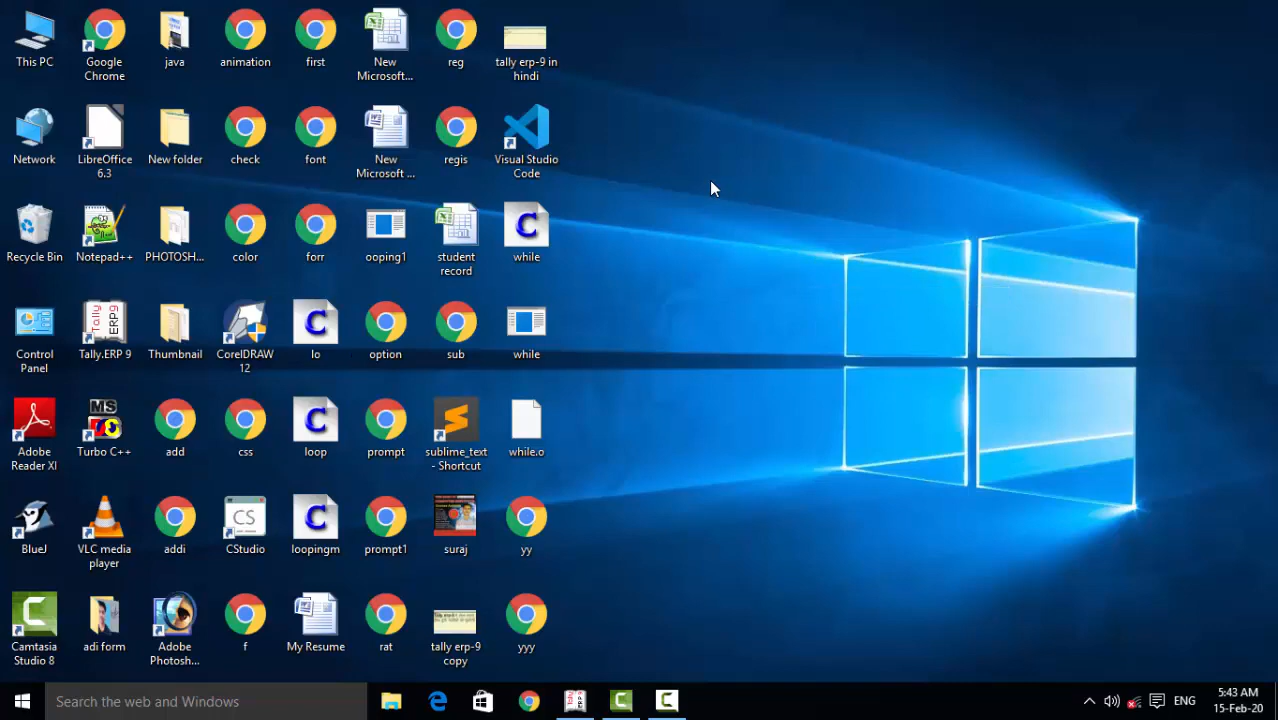 This PC
Google
Chrome
java
animation
first
New
Microsoft...
reg
tally erp-9 in
hindi
Network
LibreOffice
6.3
New folder
check
font
New
Microsoft ...
regis
Visual Studio
Code
Recycle Bin
Notepad++
PHOTOSH...
color
forr
ooping1
student
record
while
Control
Panel
Tally.ERP 9
Thumbnail
CorelDRAW
12
lo
option
sub
while
Adobe
Reader XI
Turbo C++
add
css
loop
prompt
sublime_text
- Shortcut
while.o
BlueJ
VLC media
player
addi
CStudio
loopingm
prompt1
suraj
yy
Camtasia
Studio 8
adi form
Adobe
Photosh...
f
My Resume
rat
tally erp-9
copy
yyy
Search the web and Windows
ENG
5:43 AM
15-Feb-20